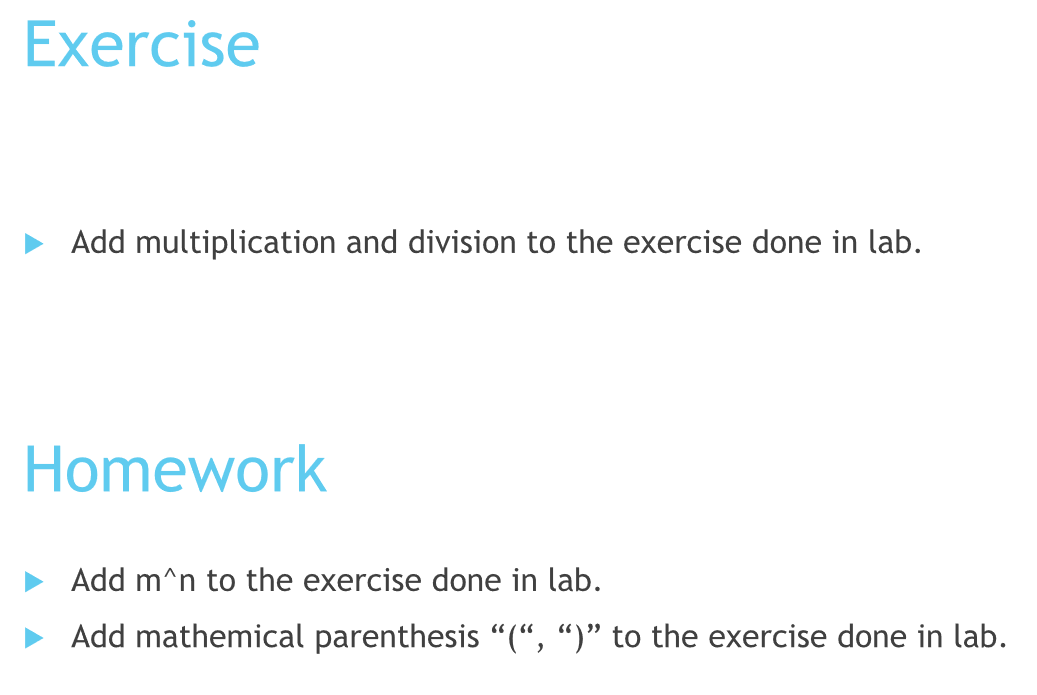 Exercise
Add multiplication and division to the exercise done in lab.
Homework
Add m^n to the exercise done in lab.
Add mathemical parenthesis “(“, “)” to the exercise done in lab.